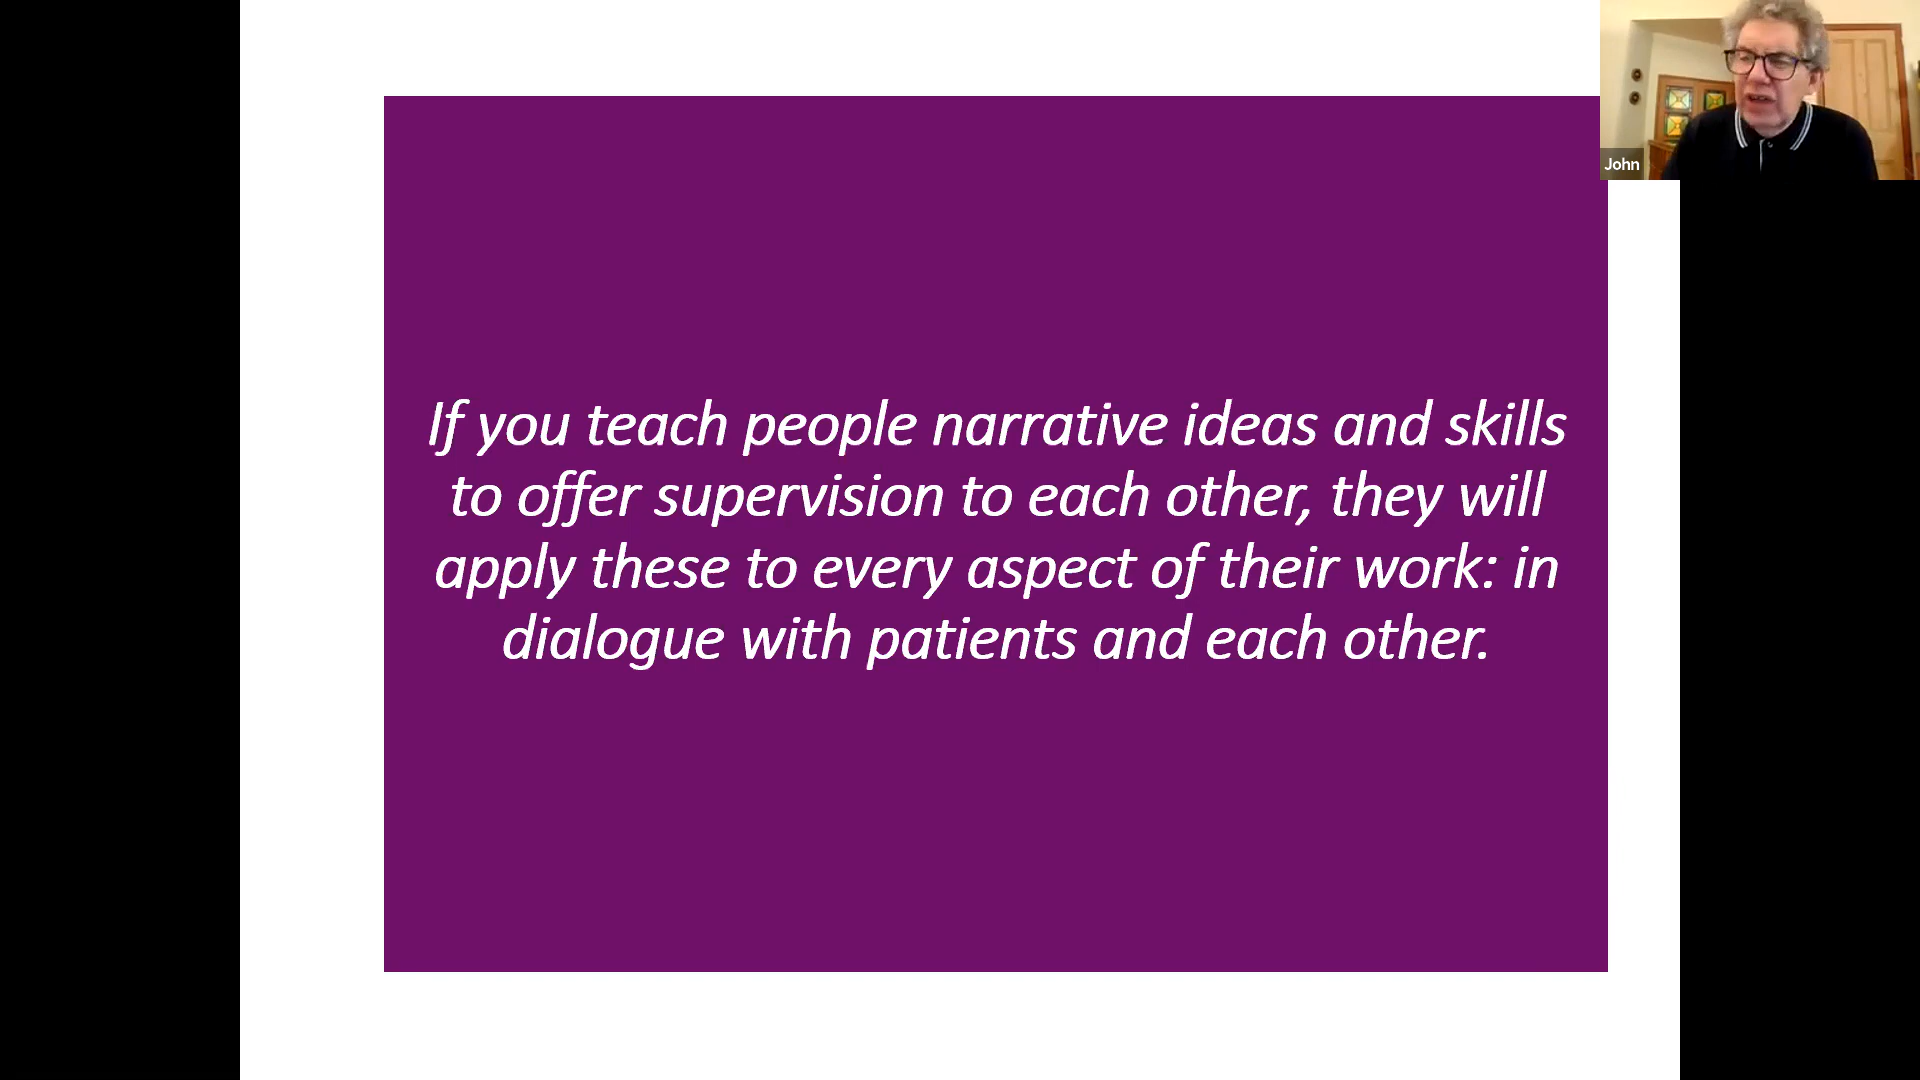 If you teach people narrative ideas and skills
to offer supervision to each other, they will
apply these to every aspect of their work: in
dialogue with patients and each other.
John